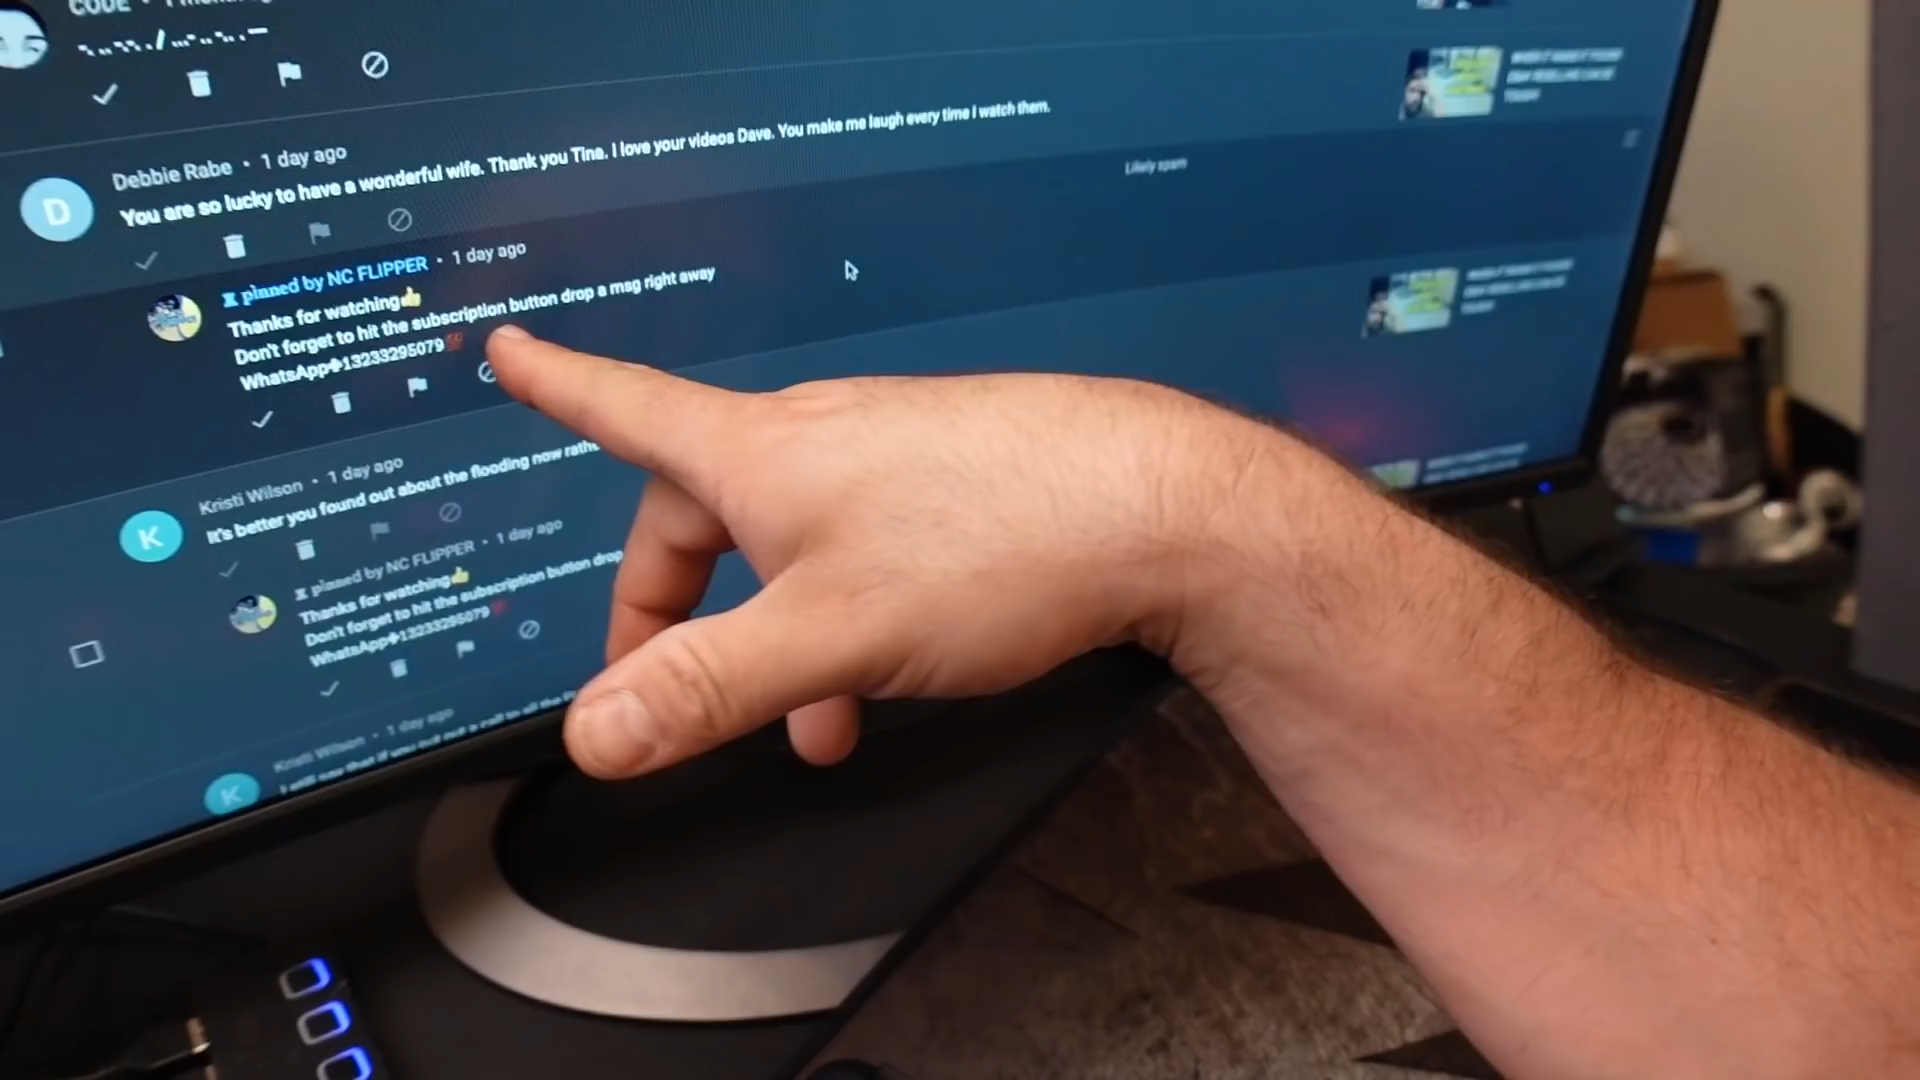 CODE
-. .. -.-. . / ...- .. -.. . ---
Debbie Rabe • 1 day ago
You are so lucky to have a wonderful wife. Thank you Tina. I love your videos Dave. You make me laugh every time I watch them.
D
Likely spam
pinned by NC FLIPPER • 1 day ago
Thanks for watching👍
Don't forget to hit the subscription button drop a msg right away
WhatsApp✙13233295079💯
Kristi Wilson • 1 day ago
It's better you found out about the flooding now
K
pinned by NC FLIPPER • 1 day ago
Thanks for watching👍
Don't forget to hit the subscription button drop
WhatsApp✙13233295079💯
Kristi Wilson • 1 day ago
K